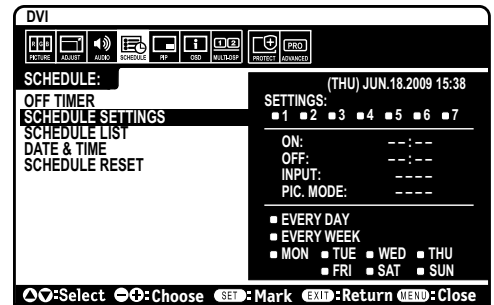 DVI
RGB
PICTURE ADJUST AUDIO SCHEDULE PIP OSD MULTI-DSP PROTECT ADVANCED
PRO
SCHEDULE:
OFF TIMER
SCHEDULE SETTINGS
SCHEDULE LIST
DATE & TIME
SCHEDULE RESET
(THU) JUN.18.2009 15:38
SETTINGS:
1 2 3 4 5 6 7
ON: --:--
OFF: --:--
INPUT: ----
PIC. MODE: ----
EVERY DAY
EVERY WEEK
MON TUE WED THU
FRI SAT SUN
:Select :Choose SET:Mark EXIT:Return MENU:Close